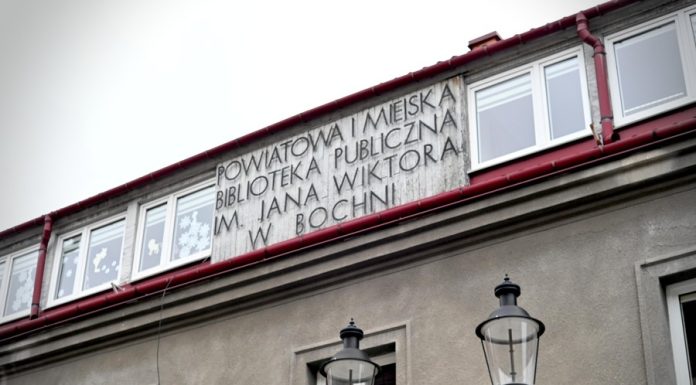 POWIATOWA I MIEJSKA
BIBLIOTEKA PUBLICZNA
IM. JANA WIKTORA
W BOCHNI